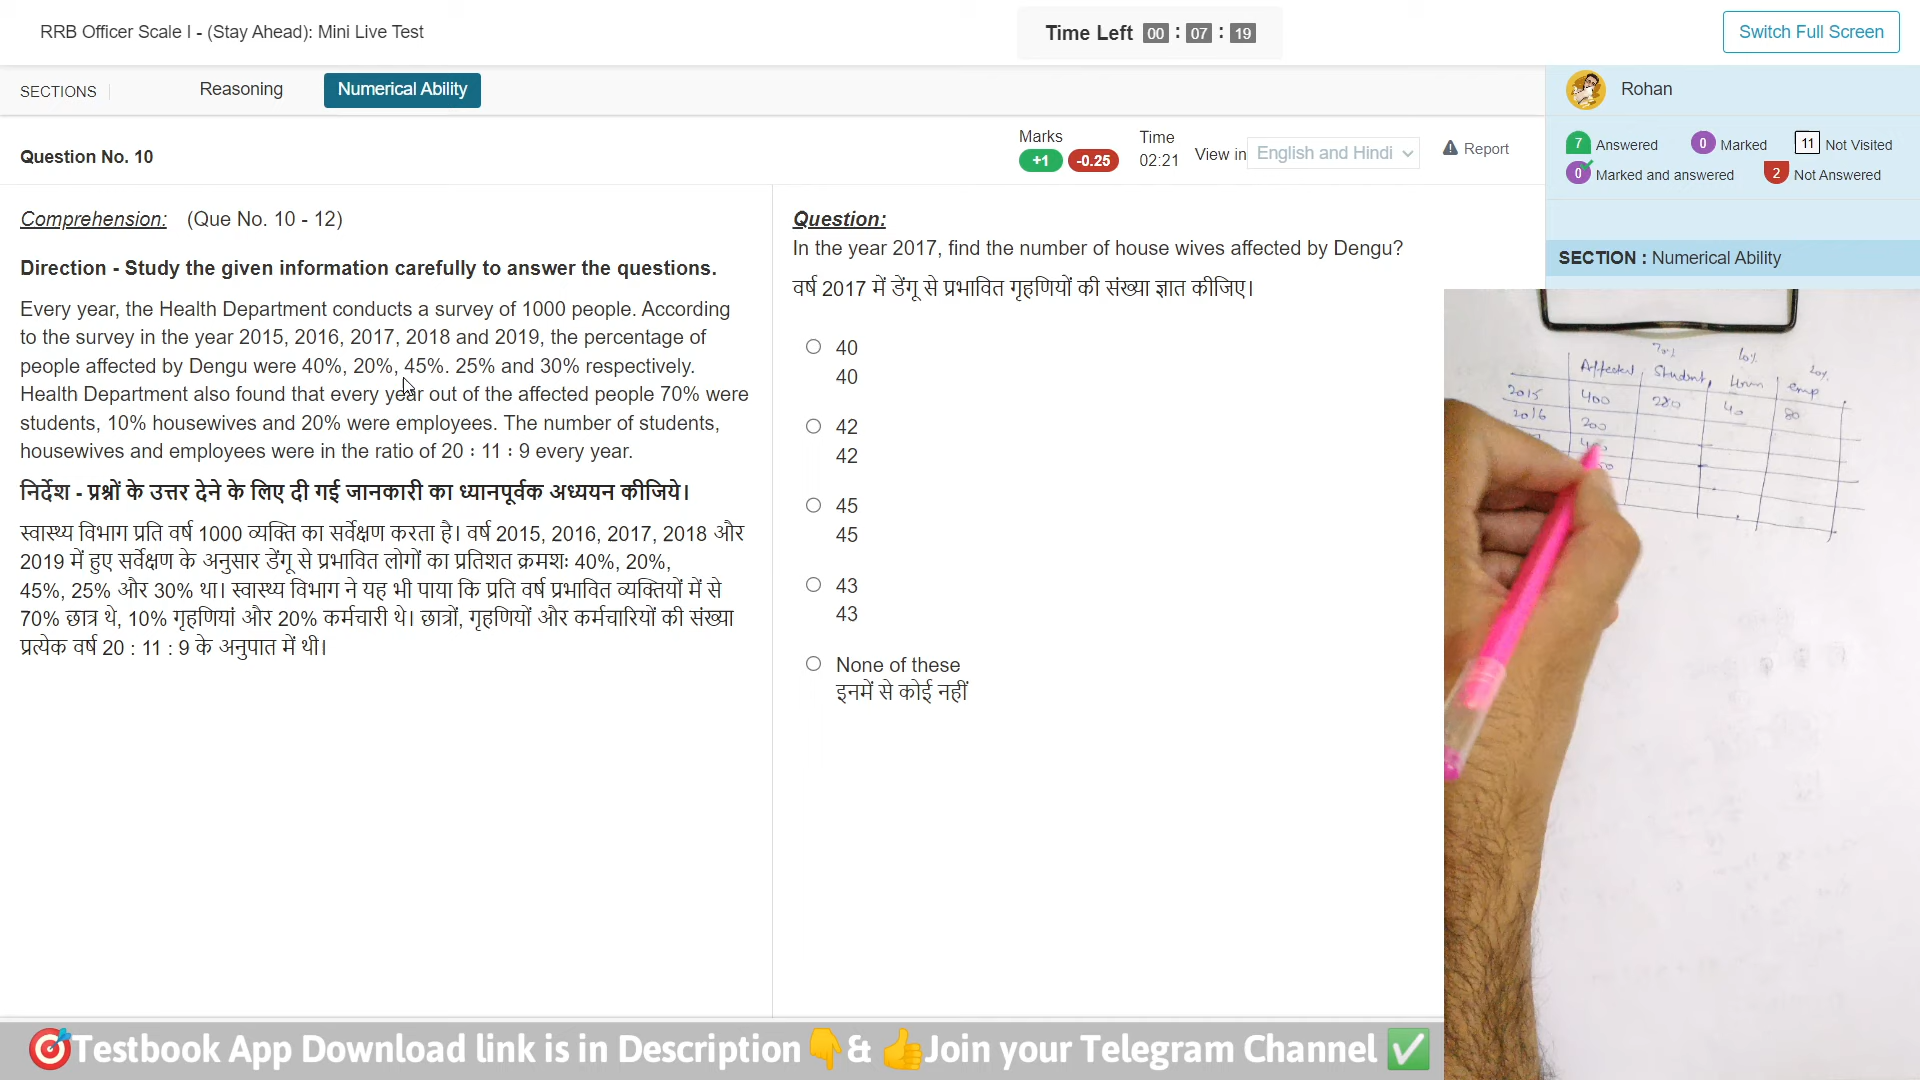 RRB Officer Scale I - (Stay Ahead): Mini Live Test
Time Left 00 : 07 : 19
Switch Full Screen
SECTIONS
Reasoning
Numerical Ability
Rohan
7 Answered
0 Marked
11 Not Visited
0 Marked and answered
2 Not Answered
SECTION : Numerical Ability
Question No. 10
Marks
+1 -0.25
Time
02:21
View in English and Hindi
Report
Comprehension: (Que No. 10 - 12)
Direction - Study the given information carefully to answer the questions.
Every year, the Health Department conducts a survey of 1000 people. According
to the survey in the year 2015, 2016, 2017, 2018 and 2019, the percentage of
people affected by Dengu were 40%, 20%, 45%. 25% and 30% respectively.
Health Department also found that every year out of the affected people 70% were
students, 10% housewives and 20% were employees. The number of students,
housewives and employees were in the ratio of 20 : 11 : 9 every year.
निर्देश - प्रश्नों के उत्तर देने के लिए दी गई जानकारी का ध्यानपूर्वक अध्ययन कीजिये।
स्वास्थ्य विभाग प्रति वर्ष 1000 व्यक्ति का सर्वेक्षण करता है। वर्ष 2015, 2016, 2017, 2018 और
2019 में हुए सर्वेक्षण के अनुसार डेंगू से प्रभावित लोगों का प्रतिशत क्रमशः 40%, 20%,
45%, 25% और 30% था। स्वास्थ्य विभाग ने यह भी पाया कि प्रति वर्ष प्रभावित व्यक्तियों में से
70% छात्र थे, 10% गृहणियां और 20% कर्मचारी थे। छात्रों, गृहणियों और कर्मचारियों की संख्या
प्रत्येक वर्ष 20 : 11 : 9 के अनुपात में थी।
Question:
In the year 2017, find the number of house wives affected by Dengu?
वर्ष 2017 में डेंगू से प्रभावित गृहणियों की संख्या ज्ञात कीजिए।
40
40
42
42
45
45
43
43
None of these
इनमें से कोई नहीं
70% 10% 20%
Affected Student emp
2015 400 280 40 80
2016 200
Testbook App Download link is in Description & Join your Telegram Channel